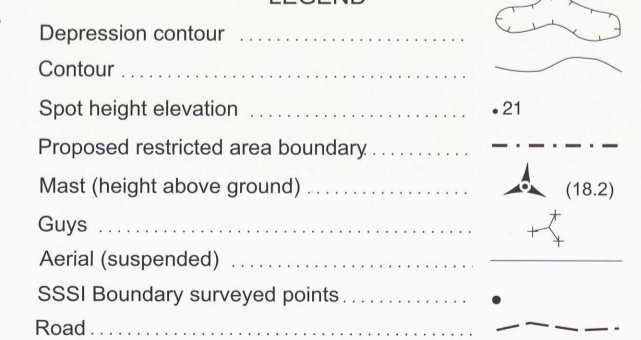 LEGEND
Depression contour ........................
Contour ....................................
Spot height elevation ...................... .21
Proposed restricted area boundary ..........
Mast (height above ground) ................. (18.2)
Guys .......................................
Aerial (suspended) .........................
SSSI Boundary surveyed points ..............
Road .......................................